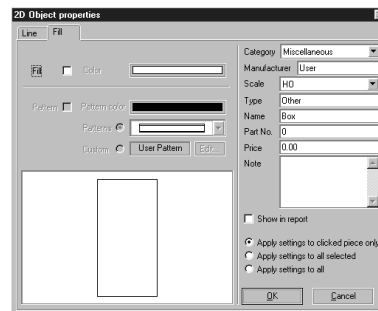 2D Object properties
Line Fill
Fill Color
Pattern Pattern color
Patterns
Custom User Pattern Edit...
Category Miscellaneous
Manufacturer User
Scale HO
Type Other
Name Box
Part No. 0
Price 0.00
Note
Show in report
Apply settings to clicked piece only
Apply settings to all selected
Apply settings to all
OK Cancel